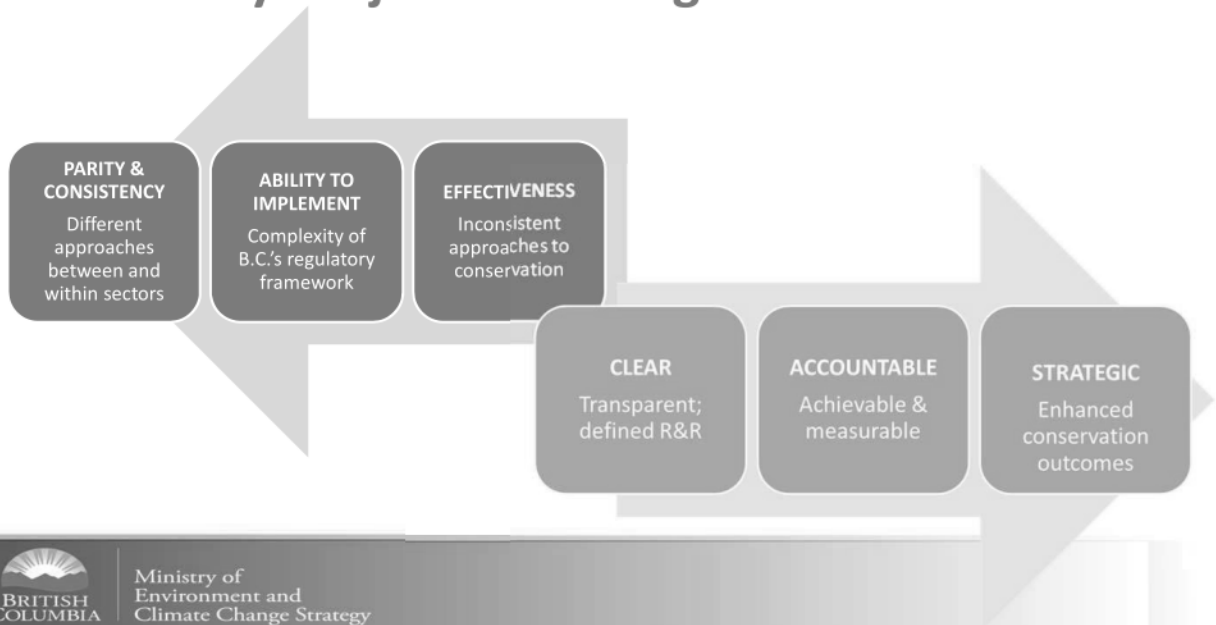 PARITY &
CONSISTENCY
Different
approaches
between and
within sectors
ABILITY TO
IMPLEMENT
Complexity of
B.C.'s regulatory
framework
EFFECTIVENESS
Inconsistent
approaches to
conservation
CLEAR
Transparent;
defined R&R
ACCOUNTABLE
Achievable &
measurable
STRATEGIC
Enhanced
conservation
outcomes
BRITISH
COLUMBIA
Ministry of
Environment and
Climate Change Strategy